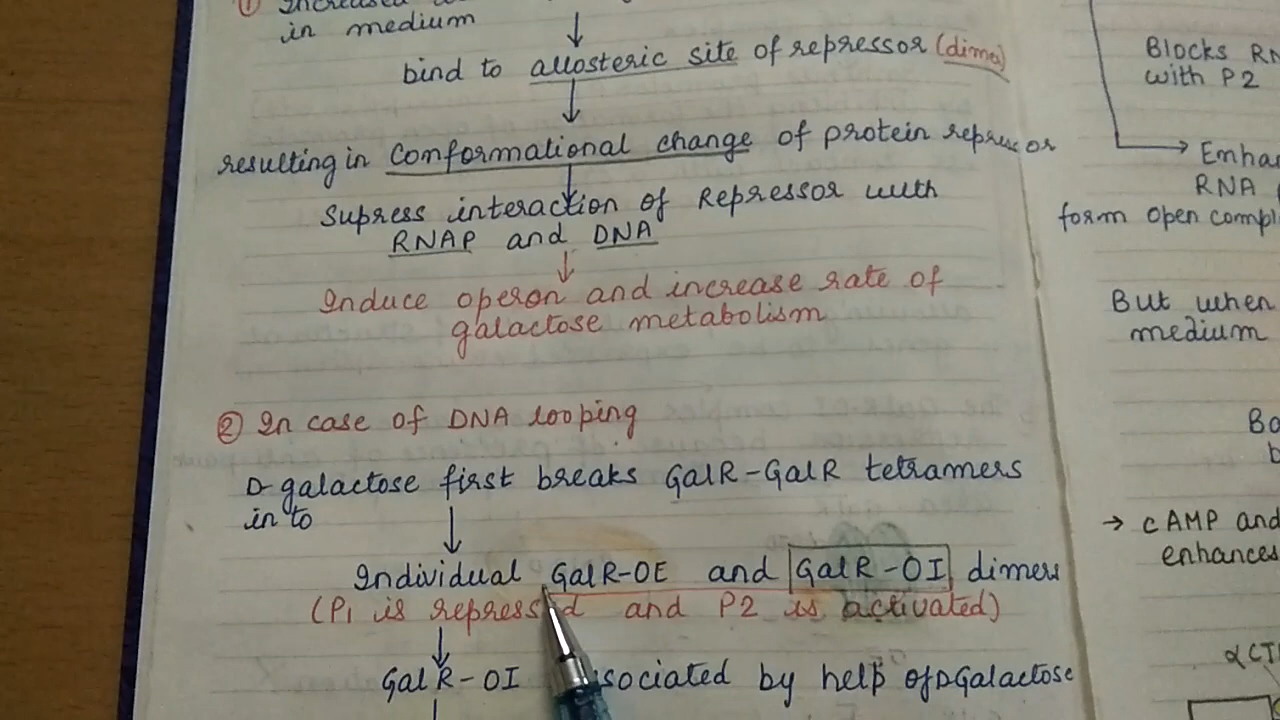 ① Increased
in medium
bind to allosteric site of repressor (dimer)
resulting in conformational change of protein repressor
Supress interaction of Repressor with
RNAP and DNA
Induce operon and increase rate of
galactose metabolism
② In case of DNA looping
D-galactose first breaks GalR-GalR tetramers
in to
Individual GalR-OE and GalR-OI dimers
(P1 is repressed and P2 is activated)
GalR-OI by help of D Galactose
Blocks
with P2
RNA
form open
But when
medium
→ cAMP and
enhances